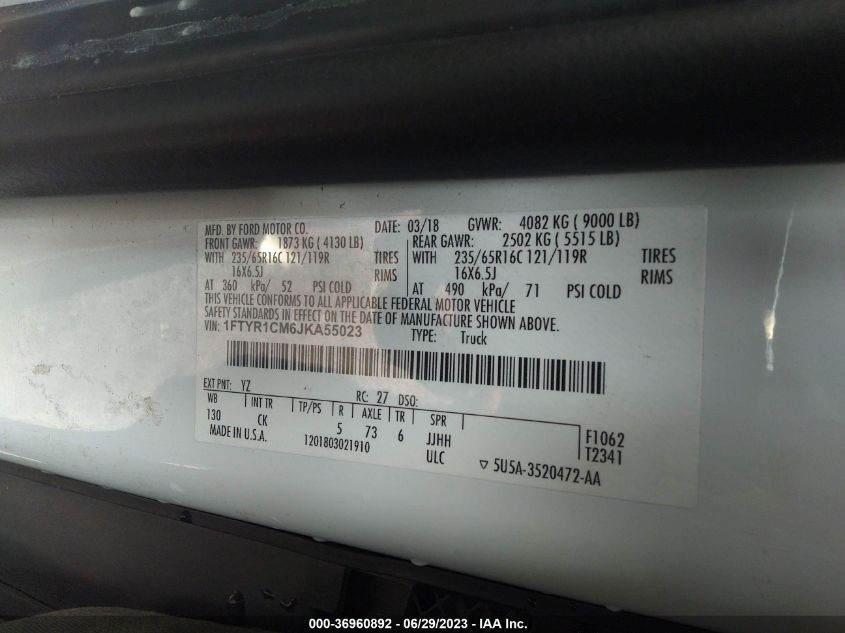 MFD. BY FORD MOTOR CO. DATE: 03/18 GVWR: 4082 KG ( 9000 LB)
FRONT GAWR: 1873 KG ( 4130 LB) REAR GAWR: 2502 KG ( 5515 LB)
WITH 235/65R16C 121/119R TIRES WITH 235/65R16C 121/119R TIRES
16X6.5J RIMS 16X6.5J RIMS
AT 360 kPa/ 52 PSI COLD AT 490 kPa/ 71 PSI COLD
THIS VEHICLE CONFORMS TO ALL APPLICABLE FEDERAL MOTOR VEHICLE
SAFETY STANDARDS IN EFFECT ON THE DATE OF MANUFACTURE SHOWN ABOVE.
VIN: 1FTYR1CM6JKA55023 TYPE: Truck
EXT PNT: YZ RC: 27 DSO:
WB INT TR TP/PS R AXLE TR SPR
130 CK 5 73 6 JJHH F1062
MADE IN U.S.A. 1201803021910 ULC T2341
▽ 5U5A-3520472-AA
000-36960892 - 06/29/2023 - IAA Inc.